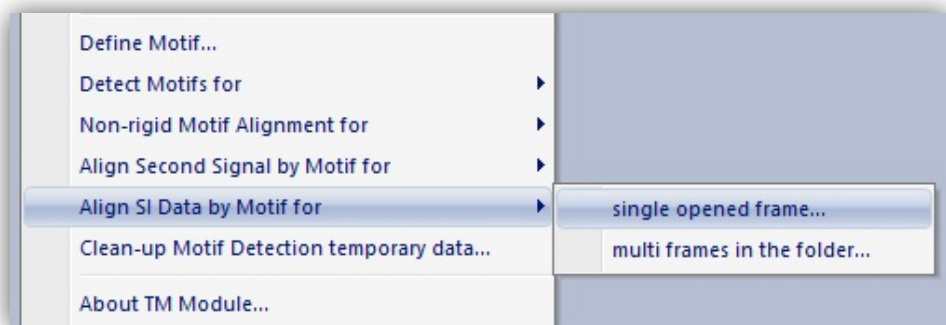 Define Motif...
Detect Motifs for
Non-rigid Motif Alignment for
Align Second Signal by Motif for
Align SI Data by Motif for
single opened frame...
Clean-up Motif Detection temporary data...
multi frames in the folder...
About TM Module...